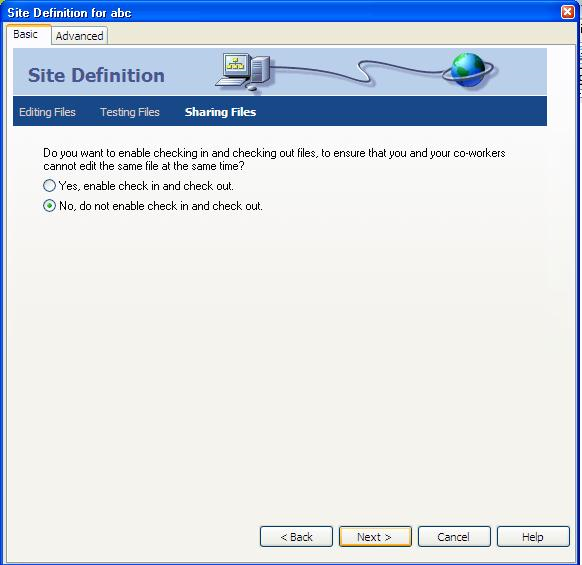 Site Definition for abc
Basic
Advanced
Site Definition
Editing Files Testing Files Sharing Files
Do you want to enable checking in and checking out files, to ensure that you and your co-workers
cannot edit the same file at the same time?
Yes, enable check in and check out.
No, do not enable check in and check out.
< Back Next > Cancel Help